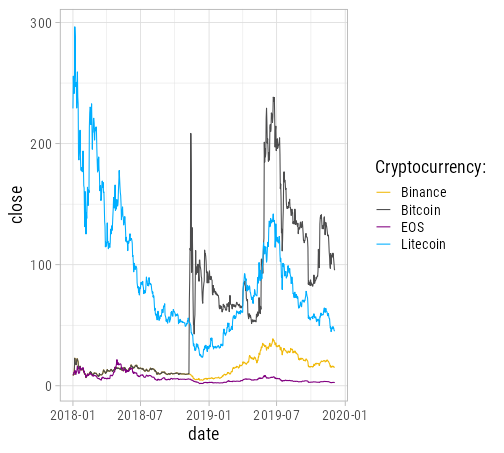 close
300
200
100
0
2018-01
2018-07
2019-01
2019-07
2020-01
date
Cryptocurrency:
Binance
Bitcoin
EOS
Litecoin